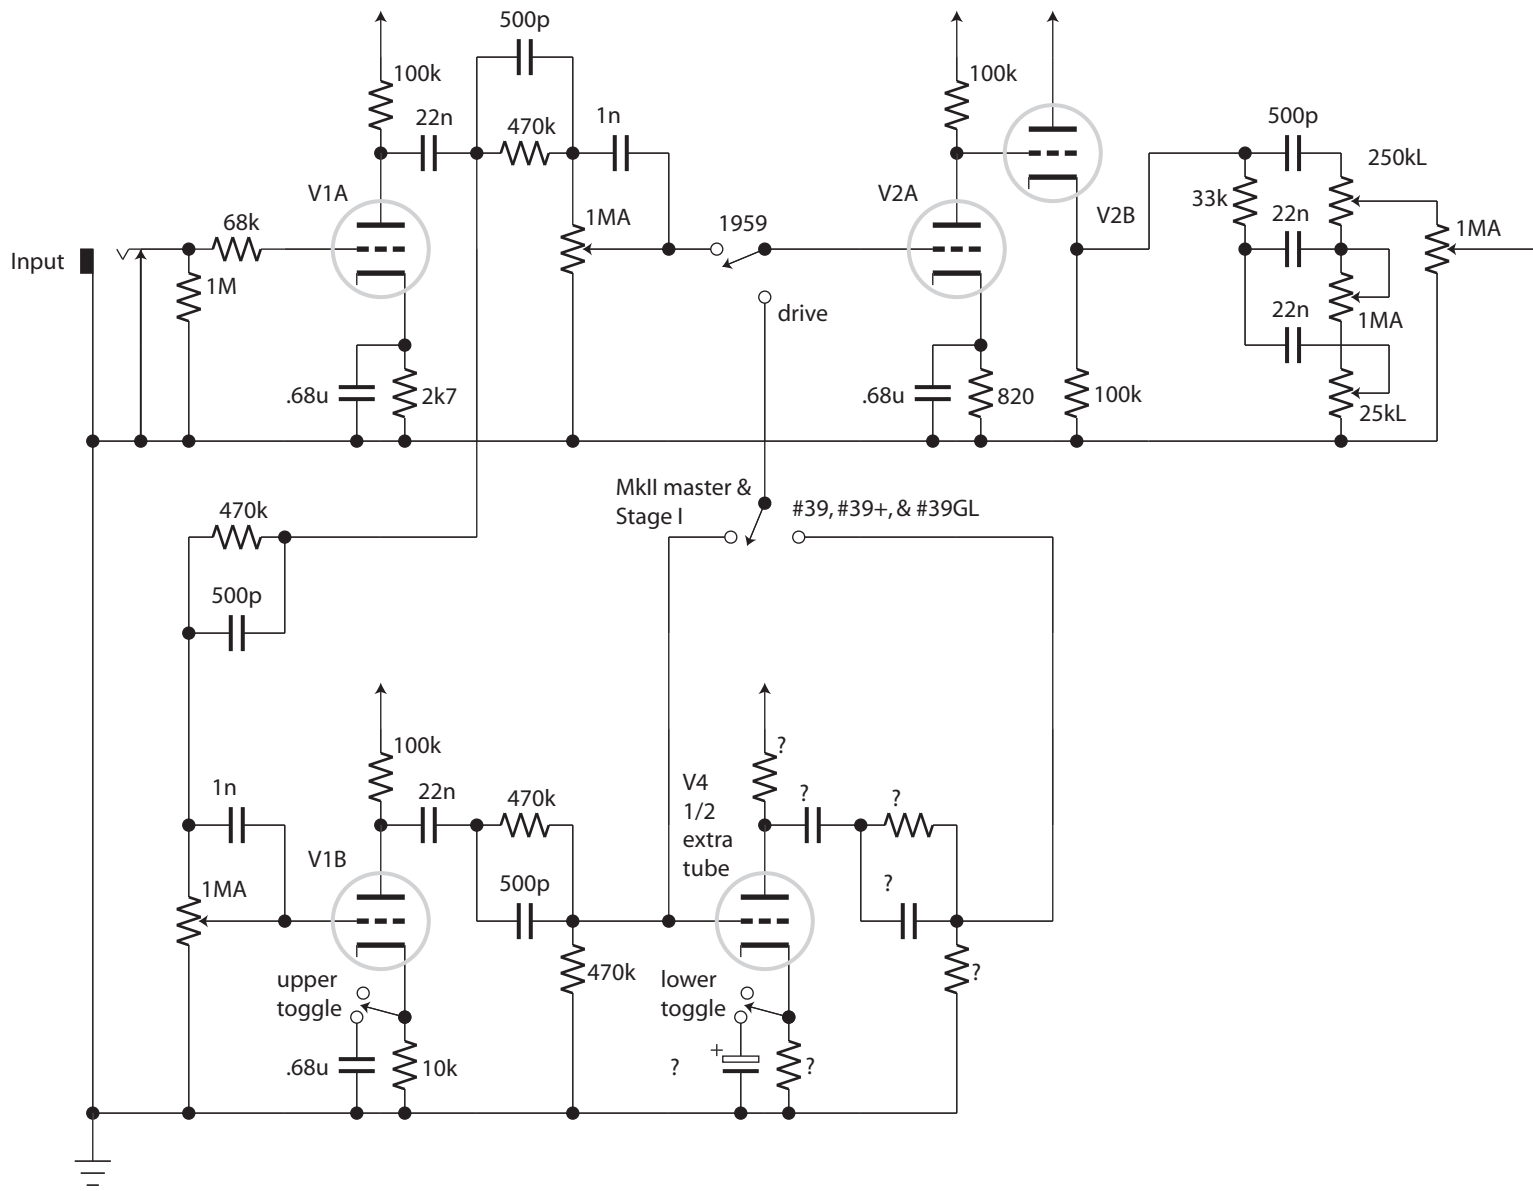 500p
100k
22n
470k
1n
V1A
1MA
68k
Input
1M
.68u
2k7
1959
drive
100k
V2A
V2B
.68u
820
100k
500p
250kL
33k
22n
1MA
22n
1MA
25kL
470k
500p
MkII master &
Stage I
#39, #39+, & #39GL
1n
1MA
100k
22n
470k
V1B
500p
470k
upper
toggle
.68u
10k
?
V4
1/2
extra
tube
?
?
?
?
lower
toggle
+
?
?